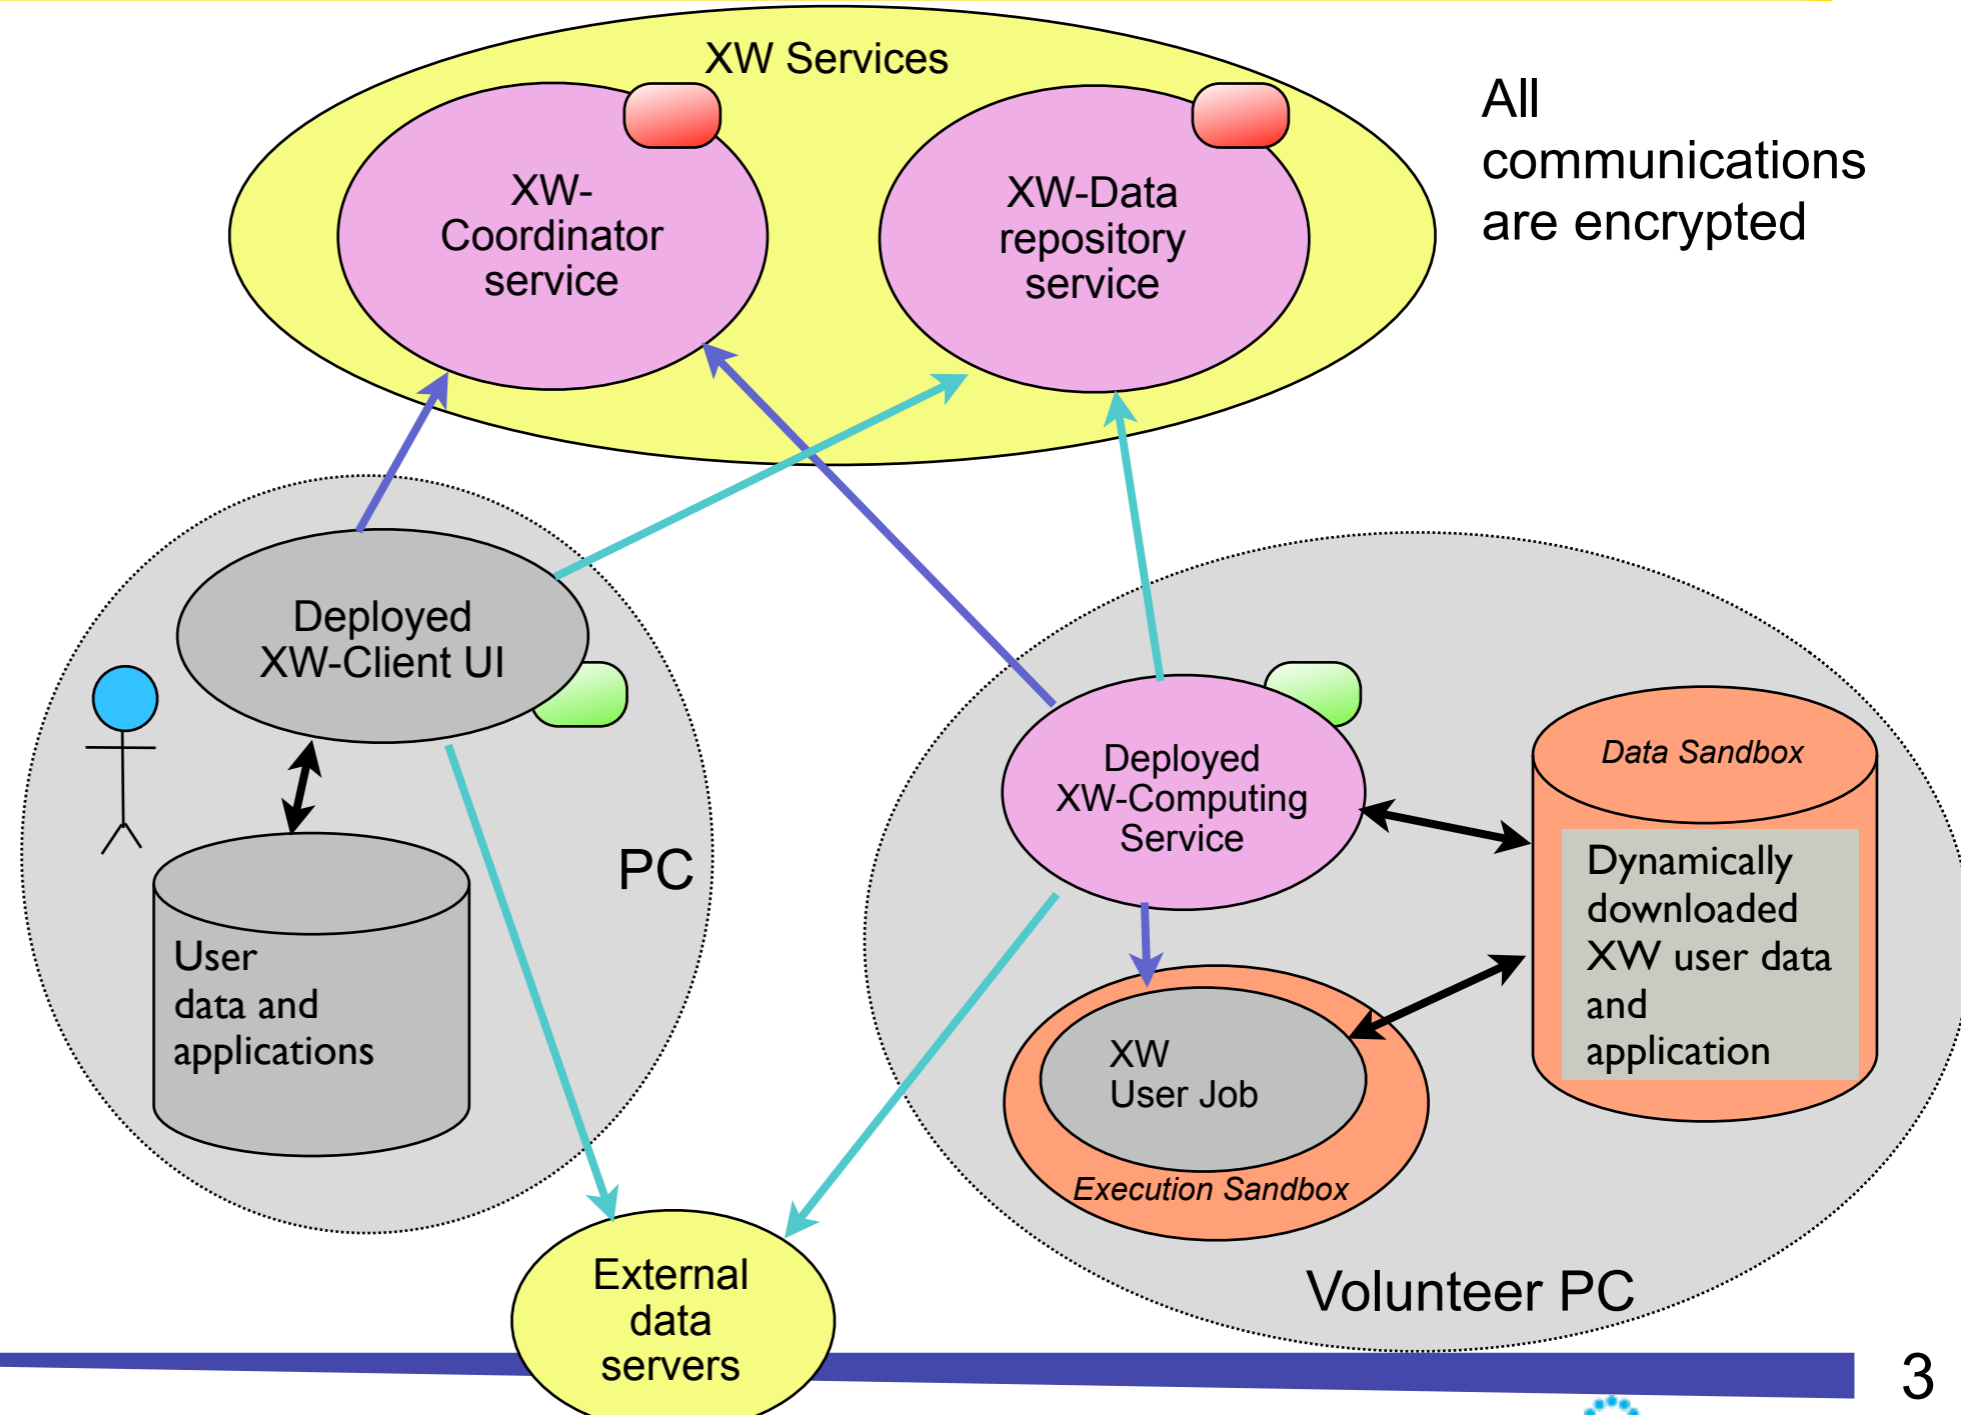 XW Services
All
communications
are encrypted
XW-
Coordinator
service
XW-Data
repository
service
Deployed
XW-Client UI
PC
User
data and
applications
Deployed
XW-Computing
Service
Data Sandbox
Dynamically
downloaded
XW user data
and
application
XW
User Job
Execution Sandbox
Volunteer PC
External
data
servers
3